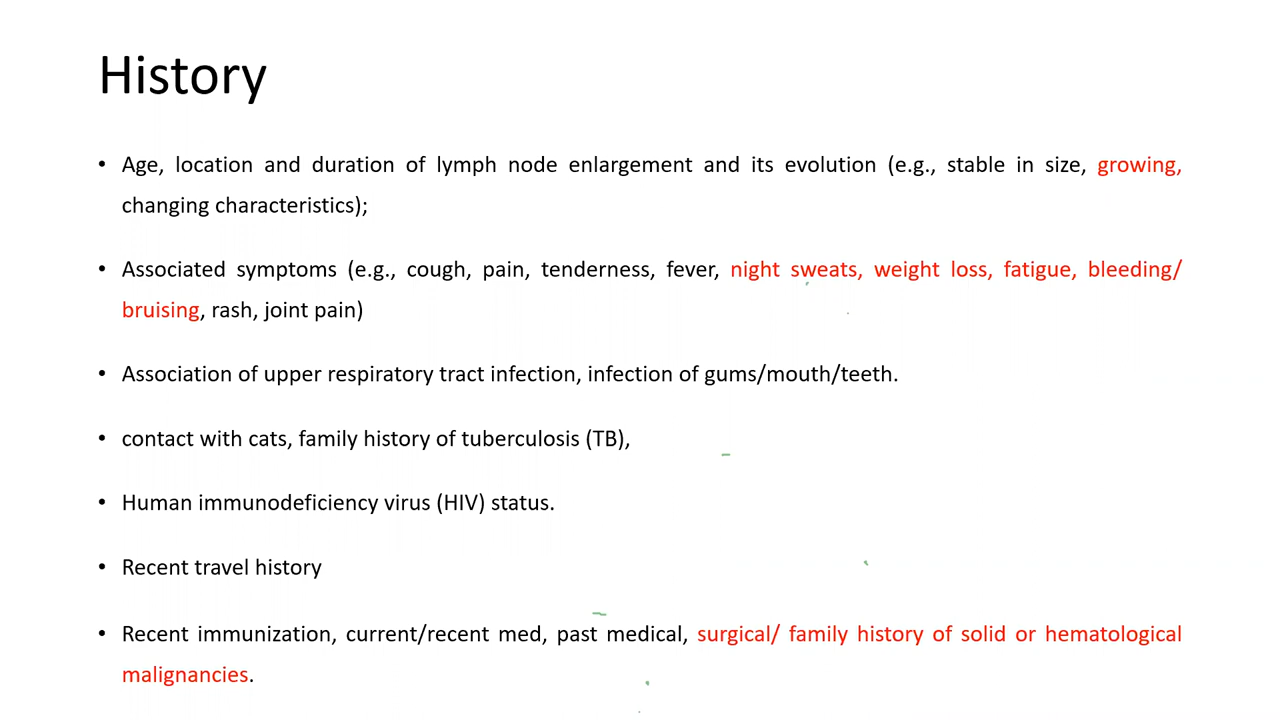 History
• Age, location and duration of lymph node enlargement and its evolution (e.g., stable in size, growing,
changing characteristics);
• Associated symptoms (e.g., cough, pain, tenderness, fever, night sweats, weight loss, fatigue, bleeding/
bruising, rash, joint pain)
• Association of upper respiratory tract infection, infection of gums/mouth/teeth.
• contact with cats, family history of tuberculosis (TB),
• Human immunodeficiency virus (HIV) status.
• Recent travel history
• Recent immunization, current/recent med, past medical, surgical/ family history of solid or hematological
malignancies.